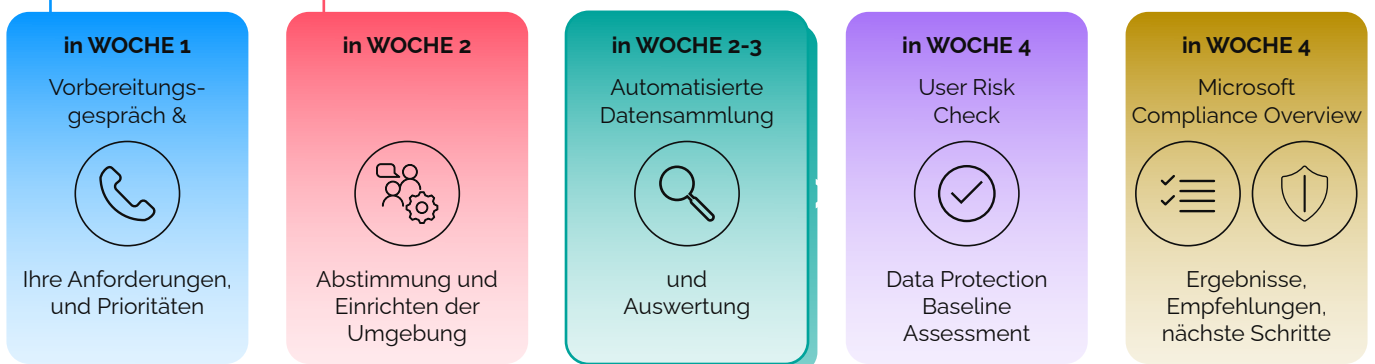 in WOCHE 1
Vorbereitungs-
gespräch &
Ihre Anforderungen,
und Prioritäten
in WOCHE 2
Abstimmung und
Einrichten der
Umgebung
in WOCHE 2-3
Automatisierte
Datensammlung
und
Auswertung
in WOCHE 4
User Risk
Check
Data Protection
Baseline
Assessment
in WOCHE 4
Microsoft
Compliance Overview
Ergebnisse,
Empfehlungen,
nächste Schritte